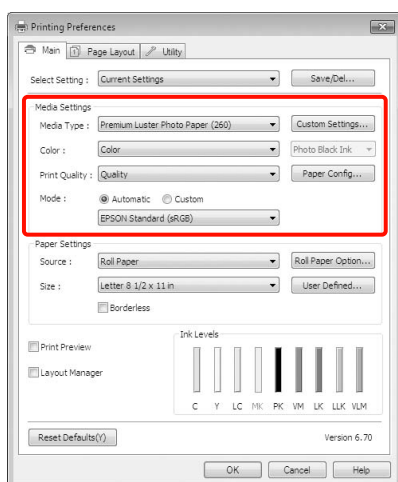 Printing Preferences
Main Page Layout Utility
Select Setting : Current Settings Save/Del...
Media Settings
Media Type : Premium Luster Photo Paper (260) Custom Settings...
Color : Color Photo Black Ink
Print Quality : Quality Paper Config...
Mode : Automatic Custom
EPSON Standard (sRGB)
Paper Settings
Source : Roll Paper Roll Paper Option...
Size : Letter 8 1/2 x 11 in User Defined...
Borderless
Ink Levels
Print Preview
Layout Manager
C Y LC MK PK VM LK LLK VLM
Reset Defaults(Y) Version 6.70
OK Cancel Help